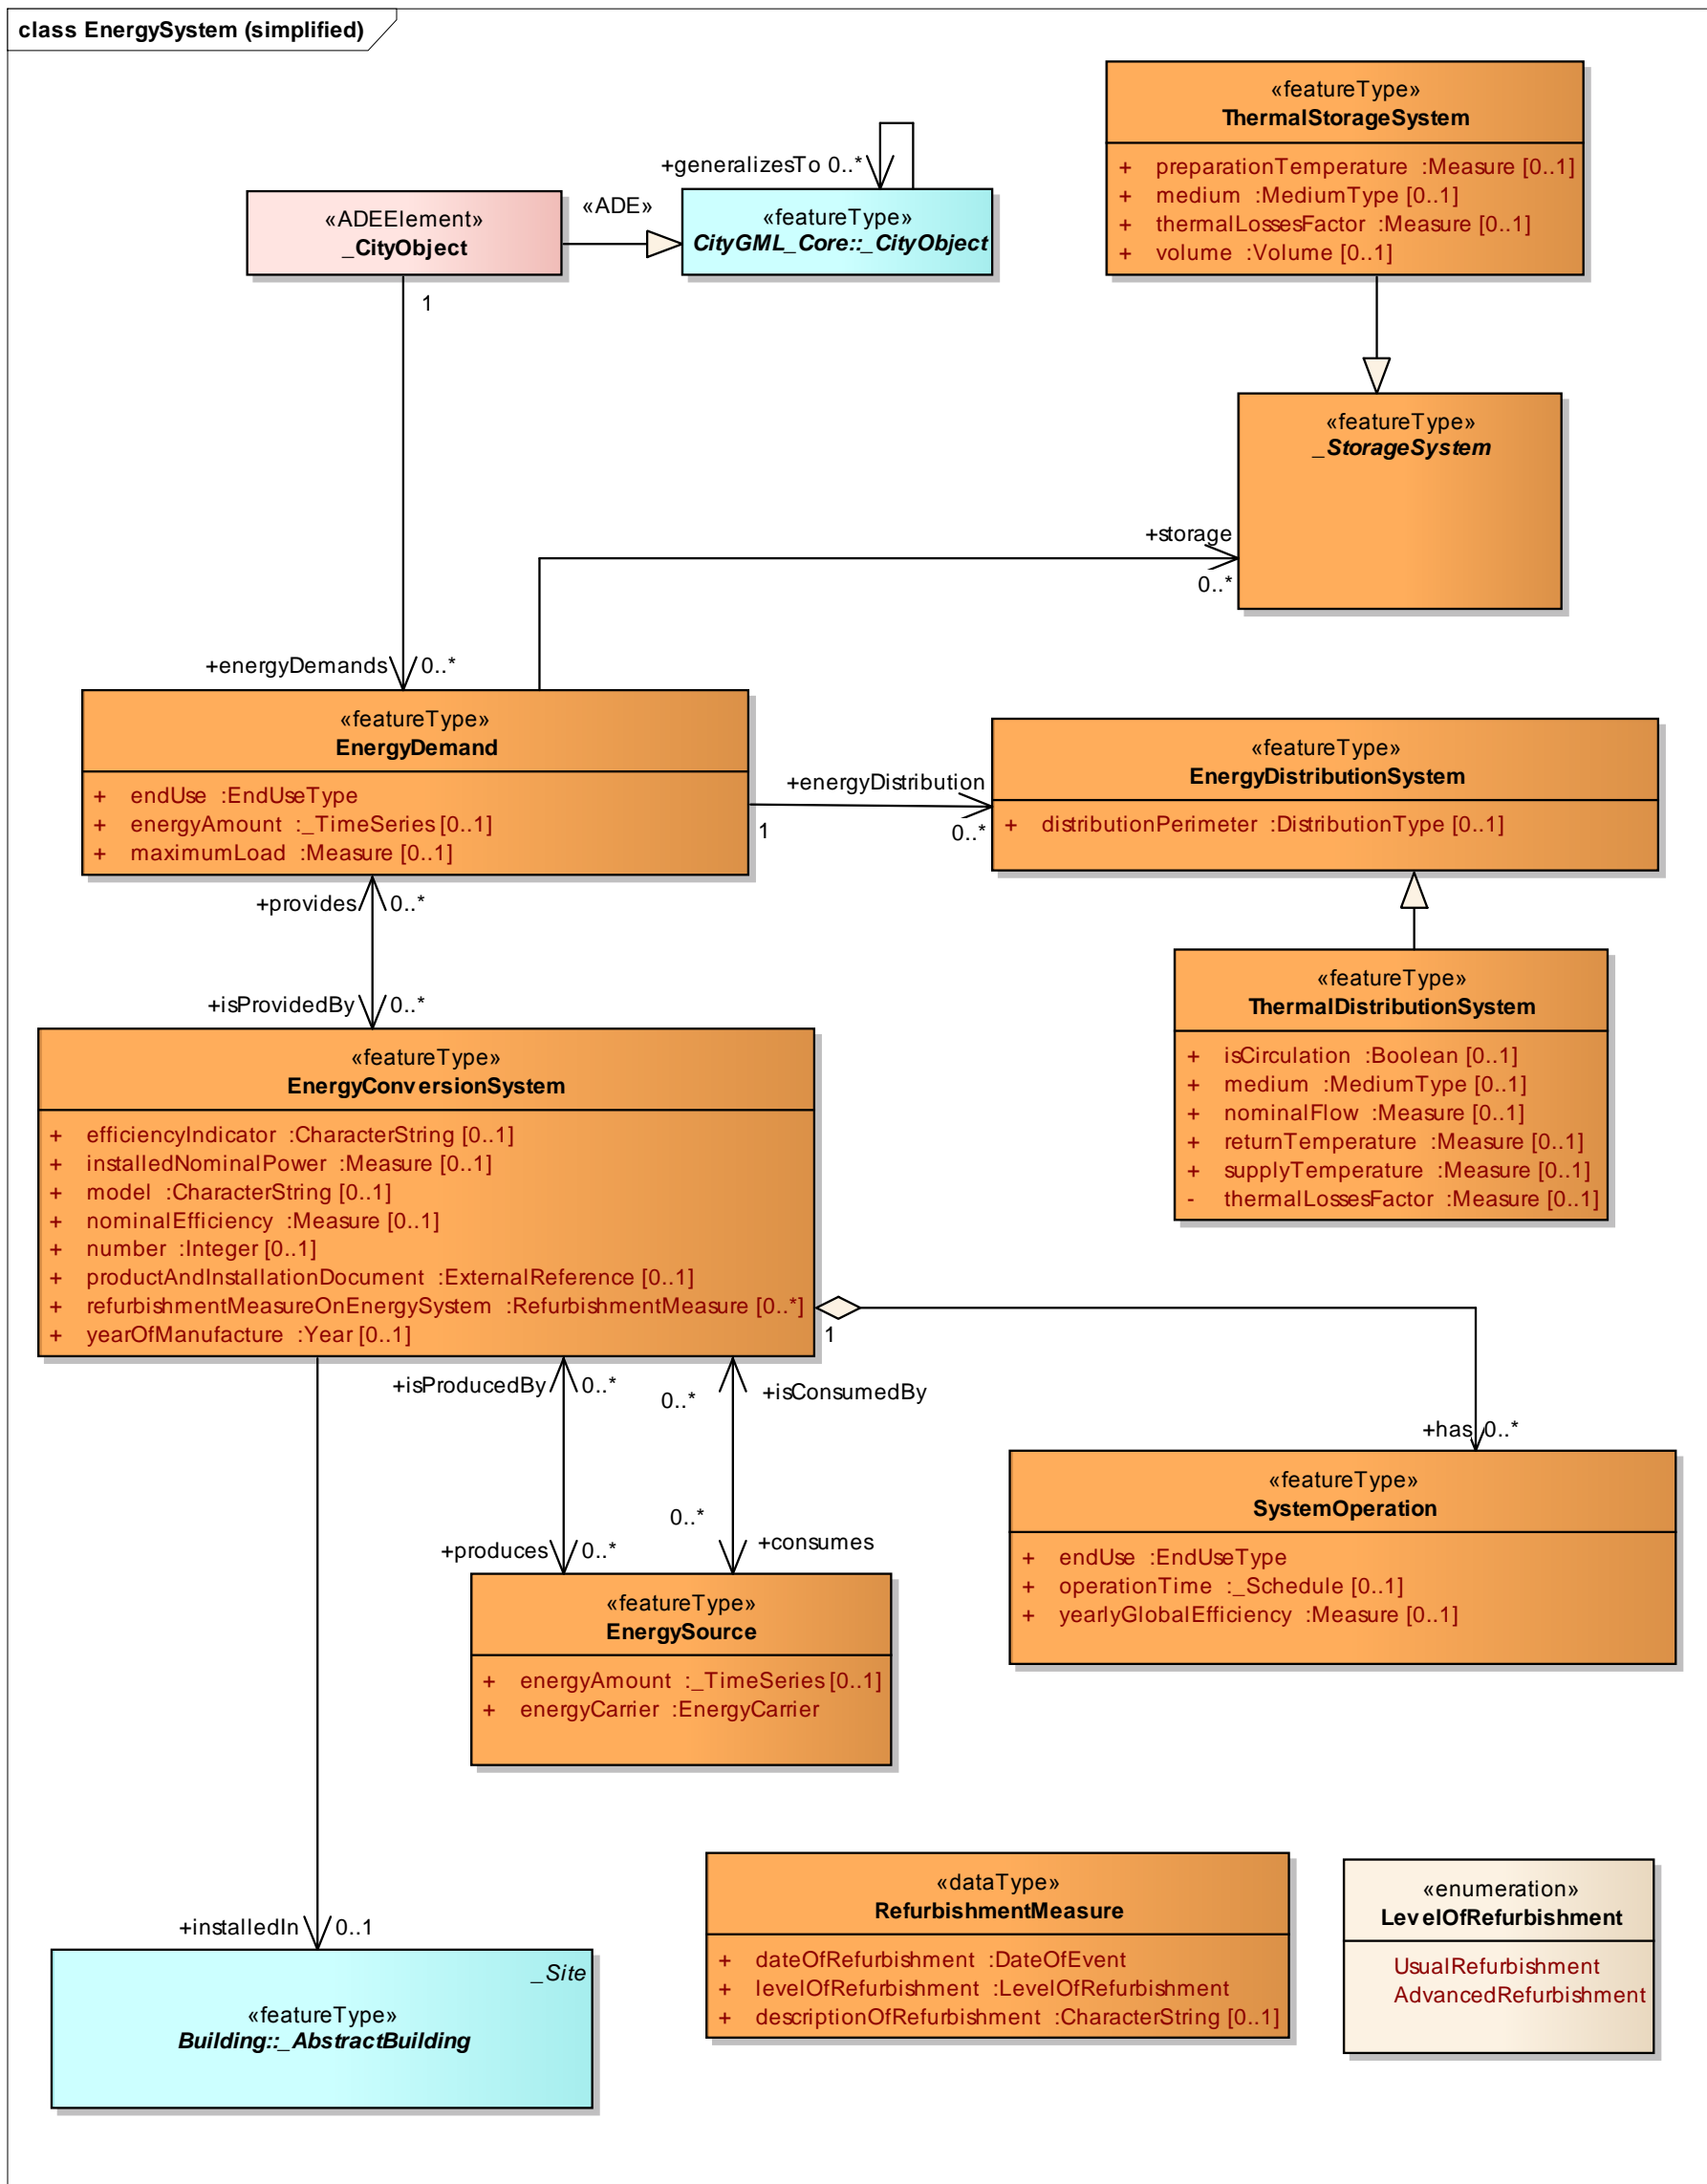 class EnergySystem (simplified)
«featureType»
ThermalStorageSystem
+ preparationTemperature :Measure [0..1]
+ medium :MediumType [0..1]
+ thermalLossesFactor :Measure [0..1]
+ volume :Volume [0..1]
+generalizesTo 0..*
«ADEElement»
_CityObject
«ADE»
«featureType»
CityGML_Core::_CityObject
1
«featureType»
_StorageSystem
+storage
0..*
+energyDemands 0..*
«featureType»
EnergyDemand
+ endUse :EndUseType
+ energyAmount :_TimeSeries [0..1]
+ maximumLoad :Measure [0..1]
+energyDistribution
1
0..*
«featureType»
EnergyDistributionSystem
+ distributionPerimeter :DistributionType [0..1]
+provides 0..*
+isProvidedBy 0..*
«featureType»
ThermalDistributionSystem
+ isCirculation :Boolean [0..1]
+ medium :MediumType [0..1]
+ nominalFlow :Measure [0..1]
+ returnTemperature :Measure [0..1]
+ supplyTemperature :Measure [0..1]
- thermalLossesFactor :Measure [0..1]
«featureType»
EnergyConversionSystem
+ efficiencyIndicator :CharacterString [0..1]
+ installedNominalPower :Measure [0..1]
+ model :CharacterString [0..1]
+ nominalEfficiency :Measure [0..1]
+ number :Integer [0..1]
+ productAndInstallationDocument :ExternalReference [0..1]
+ refurbishmentMeasureOnEnergySystem :RefurbishmentMeasure [0..*]
+ yearOfManufacture :Year [0..1]
1
+isProducedBy 0..*
0..* +isConsumedBy
+has 0..*
«featureType»
SystemOperation
+ endUse :EndUseType
+ operationTime :_Schedule [0..1]
+ yearlyGlobalEfficiency :Measure [0..1]
0..*
+consumes
+produces 0..*
«featureType»
EnergySource
+ energyAmount :_TimeSeries [0..1]
+ energyCarrier :EnergyCarrier
+installedIn 0..1
_Site
«featureType»
Building::_AbstractBuilding
«dataType»
RefurbishmentMeasure
+ dateOfRefurbishment :DateOfEvent
+ levelOfRefurbishment :LevelOfRefurbishment
+ descriptionOfRefurbishment :CharacterString [0..1]
«enumeration»
LevelOfRefurbishment
UsualRefurbishment
AdvancedRefurbishment